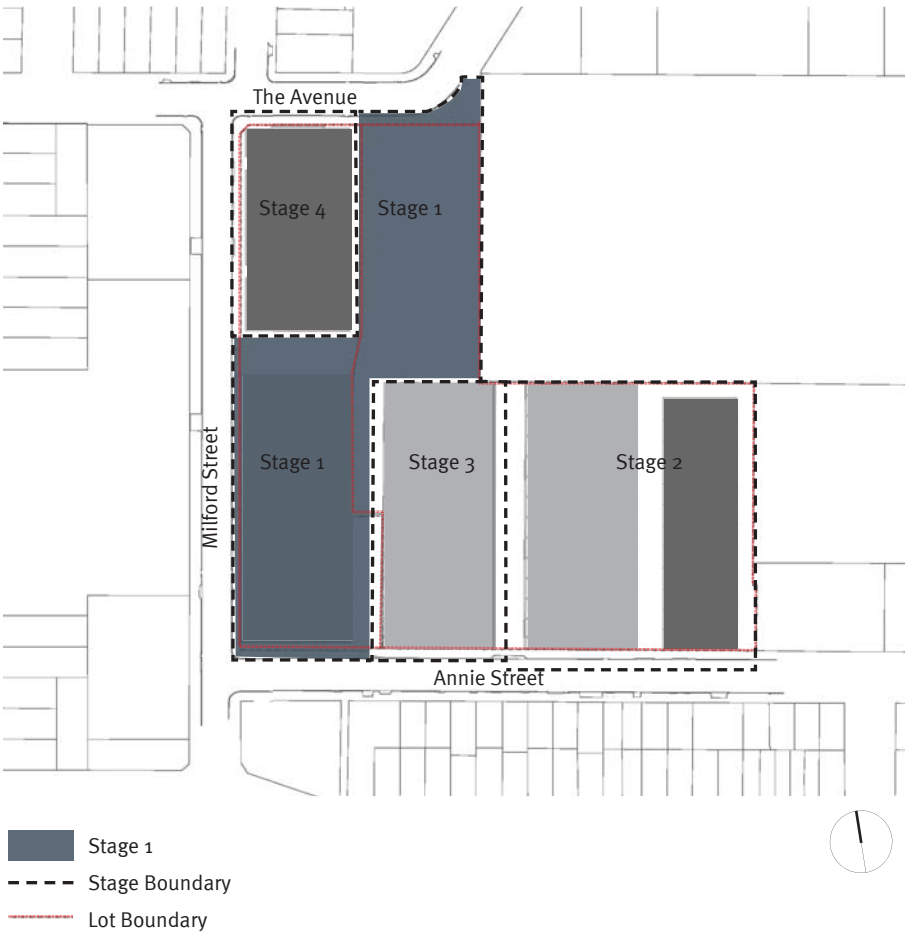 The Avenue
Stage 4
Stage 1
Milford Street
Stage 1
Stage 3
Stage 2
Annie Street
Stage 1
Stage Boundary
Lot Boundary